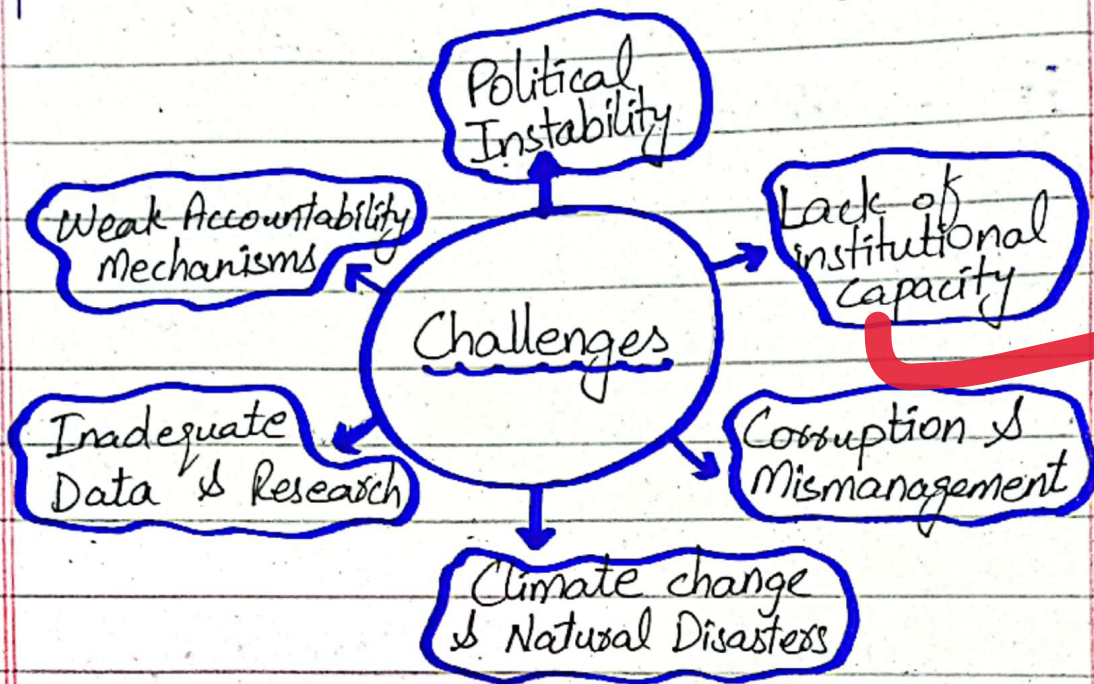 Political
Instability
Weak Accountability
Mechanisms
Lack of
institutional
capacity
Challenges
Inadequate
Data & Research
Corruption &
Mismanagement
Climate change
& Natural Disasters